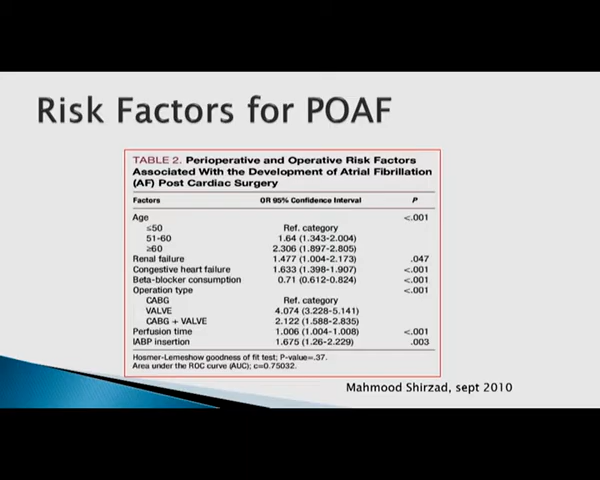 Risk Factors for POAF
TABLE 2. Perioperative and Operative Risk Factors
Associated With the Development of Atrial Fibrillation
(AF) Post Cardiac Surgery
Factors OR 95% Confidence Interval P
Age <.001
≤50 Ref. category
51-60 1.64 (1.343-2.004)
≥60 2.306 (1.897-2.805)
Renal failure 1.477 (1.004-2.173) .047
Congestive heart failure 1.633 (1.398-1.907) <.001
Beta-blocker consumption 0.71 (0.612-0.824) <.001
Operation type <.001
CABG Ref. category
VALVE 4.074 (3.228-5.141)
CABG + VALVE 2.122 (1.588-2.835)
Perfusion time 1.006 (1.004-1.008) <.001
IABP insertion 1.675 (1.26-2.229) .003
Hosmer-Lemeshow goodness of fit test; P-value=.37.
Area under the ROC curve (AUC); c=0.75032.
Mahmood Shirzad, sept 2010